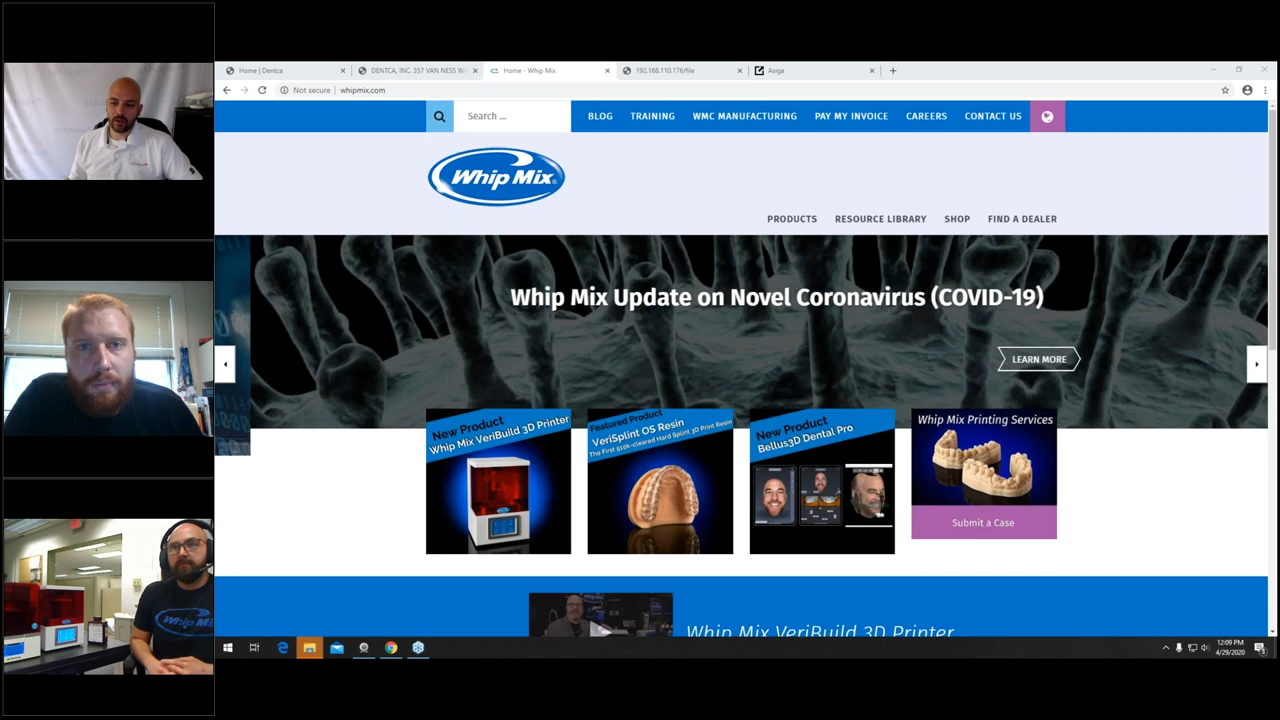 Home | Dentca
DENTCA, INC. 357 VAN NESS W
Home - Whip Mix
192.168.110.176/file
Asiga
Not secure
whipmix.com
Search ...
BLOG
TRAINING
WMC MANUFACTURING
PAY MY INVOICE
CAREERS
CONTACT US
Whip Mix
PRODUCTS
RESOURCE LIBRARY
SHOP
FIND A DEALER
Whip Mix Update on Novel Coronavirus (COVID-19)
LEARN MORE
New Product
Whip Mix VeriBuild 3D Printer
Featured Product
VeriSplint OS Resin
The First 510k-cleared Hard Splint 3D Print Resin
New Product
Bellus3D Dental Pro
Whip Mix Printing Services
Submit a Case
Whip Mix VeriBuild 3D Printer
Whip Mix
12:09 PM
4/29/2020